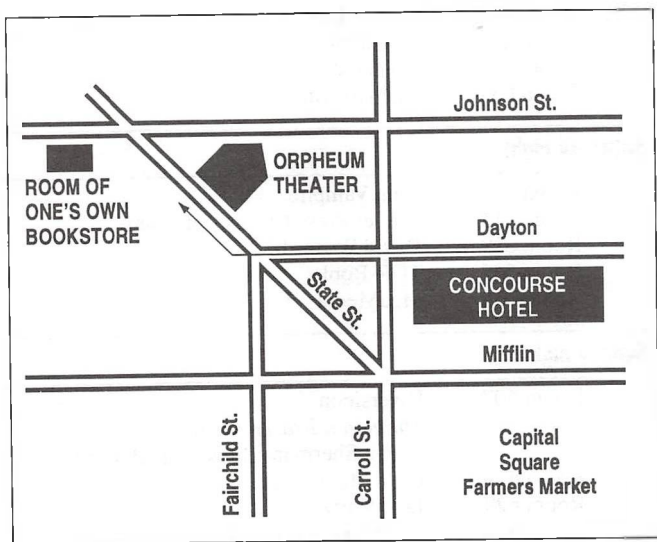 Johnson St.
ORPHEUM
THEATER
ROOM OF
ONE'S OWN
BOOKSTORE
Dayton
CONCOURSE
HOTEL
State St.
Mifflin
Fairchild St.
Carroll St.
Capital
Square
Farmers Market